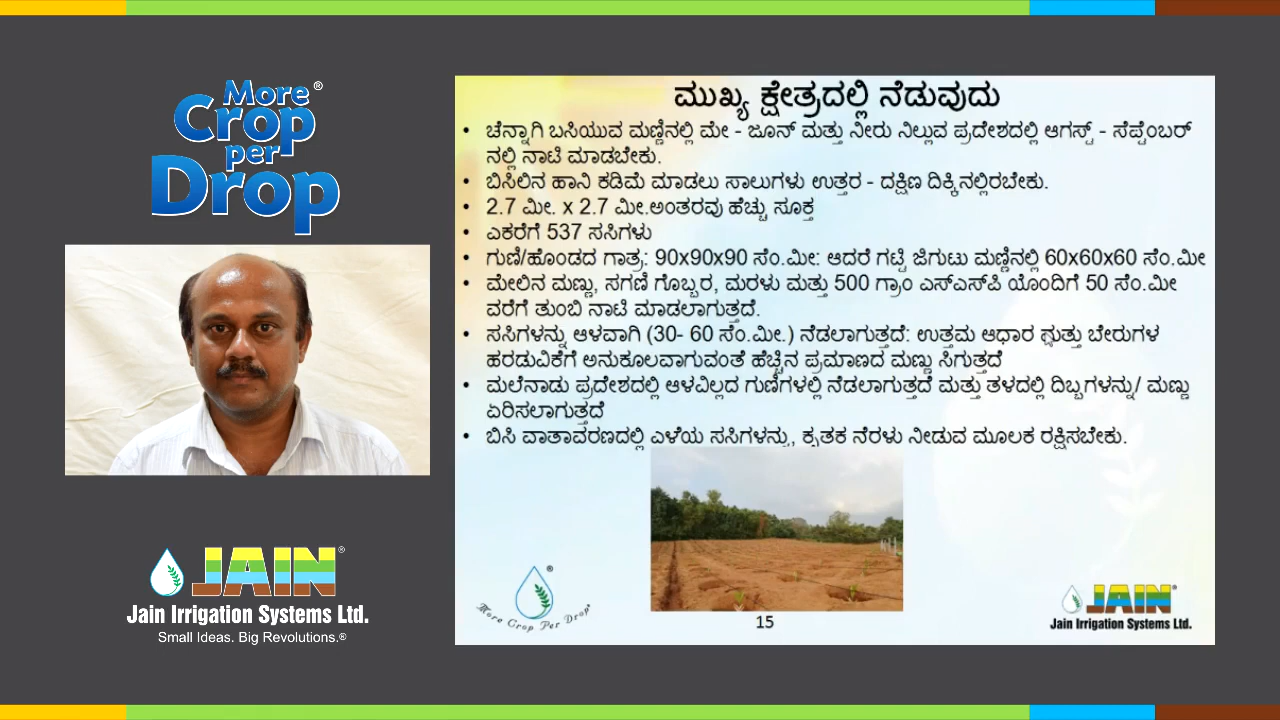 More
Crop
per
Drop®
JAIN®
Jain Irrigation Systems Ltd.
Small Ideas. Big Revolutions.®
ಮುಖ್ಯ ಕ್ಷೇತ್ರದಲ್ಲಿ ನೆಡುವುದು
• ಚೆನ್ನಾಗಿ ಬಸಿಯುವ ಮಣ್ಣಿನಲ್ಲಿ ಮೇ - ಜೂನ್ ಮತ್ತು ನೀರು ನಿಲ್ಲುವ ಪ್ರದೇಶದಲ್ಲಿ ಆಗಸ್ಟ್ - ಸೆಪ್ಟೆಂಬರ್
ನಲ್ಲಿ ನಾಟಿ ಮಾಡಬೇಕು.
• ಬಿಸಿಲಿನ ಹಾನಿ ಕಡಿಮೆ ಮಾಡಲು ಸಾಲುಗಳು ಉತ್ತರ - ದಕ್ಷಿಣ ದಿಕ್ಕಿನಲ್ಲಿರಬೇಕು.
• 2.7 ಮೀ. x 2.7 ಮೀ.ಅಂತರವು ಹೆಚ್ಚು ಸೂಕ್ತ
• ಎಕರೆಗೆ 537 ಸಸಿಗಳು
• ಗುಣಿ/ಹೊಂಡದ ಗಾತ್ರ: 90x90x90 ಸೆಂ.ಮೀ: ಆದರೆ ಗಟ್ಟಿ ಜಿಗುಟು ಮಣ್ಣಿನಲ್ಲಿ 60x60x60 ಸೆಂ.ಮೀ
• ಮೇಲಿನ ಮಣ್ಣು, ಸಗಣಿ ಗೊಬ್ಬರ, ಮರಳು ಮತ್ತು 500 ಗ್ರಾಂ ಎಸ್ಎಸ್‌ಪಿ ಯೊಂದಿಗೆ 50 ಸೆಂ.ಮೀ
ವರೆಗೆ ತುಂಬಿ ನಾಟಿ ಮಾಡಲಾಗುತ್ತದೆ.
• ಸಸಿಗಳನ್ನು ಆಳವಾಗಿ (30- 60 ಸೆಂ.ಮೀ.) ನೆಡಲಾಗುತ್ತದೆ: ಉತ್ತಮ ಆಧಾರ ಮತ್ತು ಬೇರುಗಳ
ಹರಡುವಿಕೆಗೆ ಅನುಕೂಲವಾಗುವಂತೆ ಹೆಚ್ಚಿನ ಪ್ರಮಾಣದ ಮಣ್ಣು ಸಿಗುತ್ತದೆ
• ಮಲೆನಾಡು ಪ್ರದೇಶದಲ್ಲಿ ಆಳವಿಲ್ಲದ ಗುಣಿಗಳಲ್ಲಿ ನೆಡಲಾಗುತ್ತದೆ ಮತ್ತು ತಳದಲ್ಲಿ ದಿಬ್ಬಗಳನ್ನು/ ಮಣ್ಣು
ಏರಿಸಲಾಗುತ್ತದೆ
• ಬಿಸಿ ವಾತಾವರಣದಲ್ಲಿ ಎಳೆಯ ಸಸಿಗಳನ್ನು, ಕೃತಕ ನೆರಳು ನೀಡುವ ಮೂಲಕ ರಕ್ಷಿಸಬೇಕು.
More Crop Per Drop®
15
JAIN®
Jain Irrigation Systems Ltd.